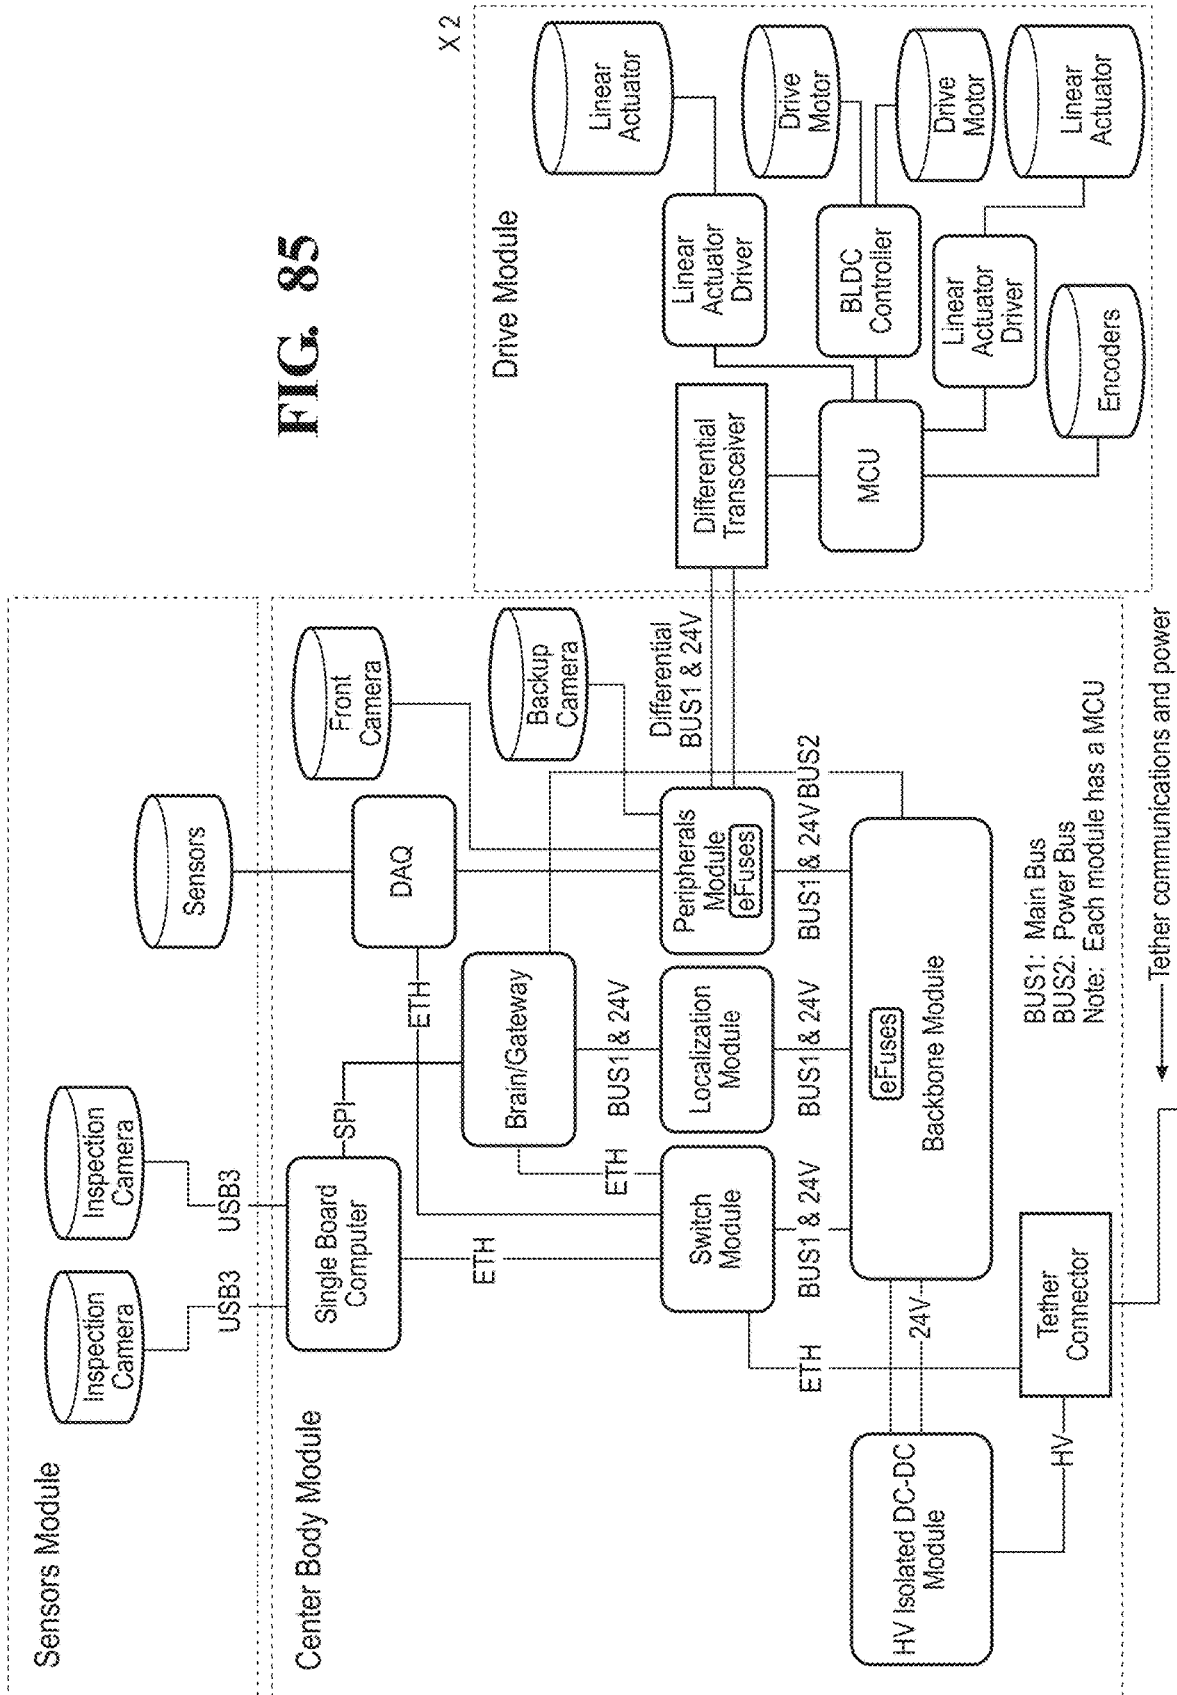 FIG. 85
Sensors Module
Inspection
Camera
Inspection
Camera
Sensors
USB3
USB3
Center Body Module
Single Board
Computer
SPI
ETH
ETH
DAQ
Front
Camera
Brain/Gateway
Backup
Camera
ETH
BUS1 & 24V
Switch
Module
Localization
Module
Peripherals
Module
eFuses
Differential
BUS1 & 24V
ETH
BUS1 & 24V
BUS1 & 24V
BUS1 & 24V
BUS2
HV Isolated DC-DC
Module
24V
eFuses
Backbone Module
HV
Tether
Connector
BUS1: Main Bus
BUS2: Power Bus
Note: Each module has a MCU
Tether communications and power
X 2
Drive Module
Linear
Actuator
Linear
Actuator
Driver
Differential
Transceiver
Drive
Motor
BLDC
Controller
MCU
Drive
Motor
Linear
Actuator
Driver
Linear
Actuator
Encoders